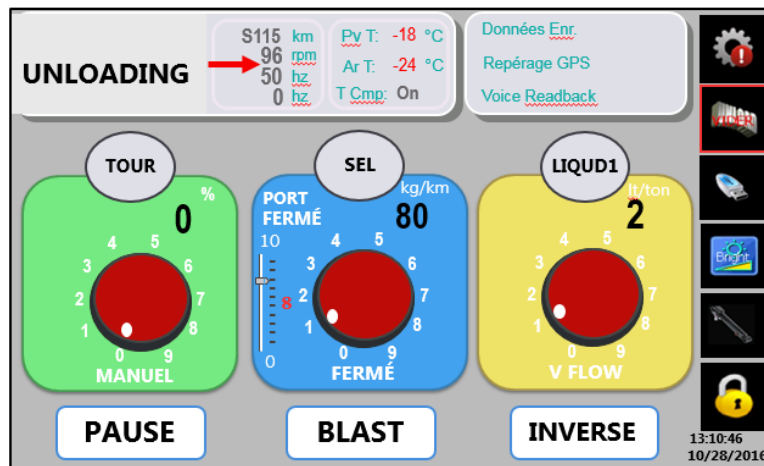 UNLOADING
S115 km
96 rpm
50 hz
0 hz
Pv T: -18 °C
Ar T: -24 °C
T Cmp: On
Données Enr.
Repérage GPS
Voice Readback
VIDER
Bright
TOUR
%
0
0 1 2 3 4 5 6 7 8 9
MANUEL
SEL
kg/km
PORT
FERMÉ
80
10
8
0
0 1 2 3 4 5 6 7 8 9
FERMÉ
LIQUD1
lt/ton
2
0 1 2 3 4 5 6 7 8 9
V FLOW
PAUSE
BLAST
INVERSE
13:10:46
10/28/2016